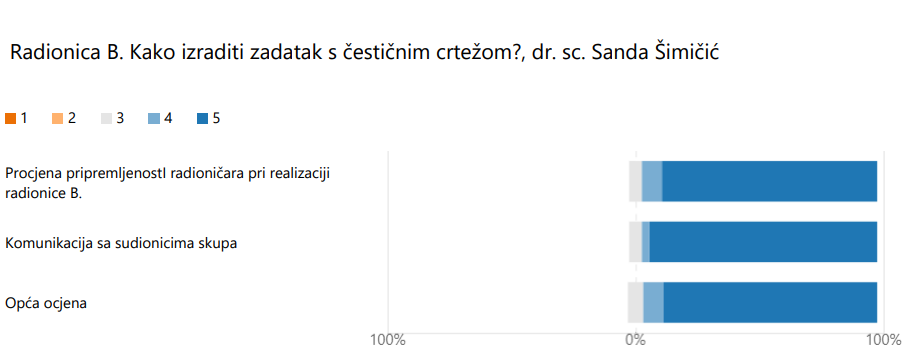 Radionica B. Kako izraditi zadatak s čestičnim crtežom?, dr. sc. Sanda Šimičić
1 2 3 4 5
Procjena pripremljenostI radioničara pri realizaciji
radionice B.
Komunikacija sa sudionicima skupa
Opća ocjena
100% 0% 100%